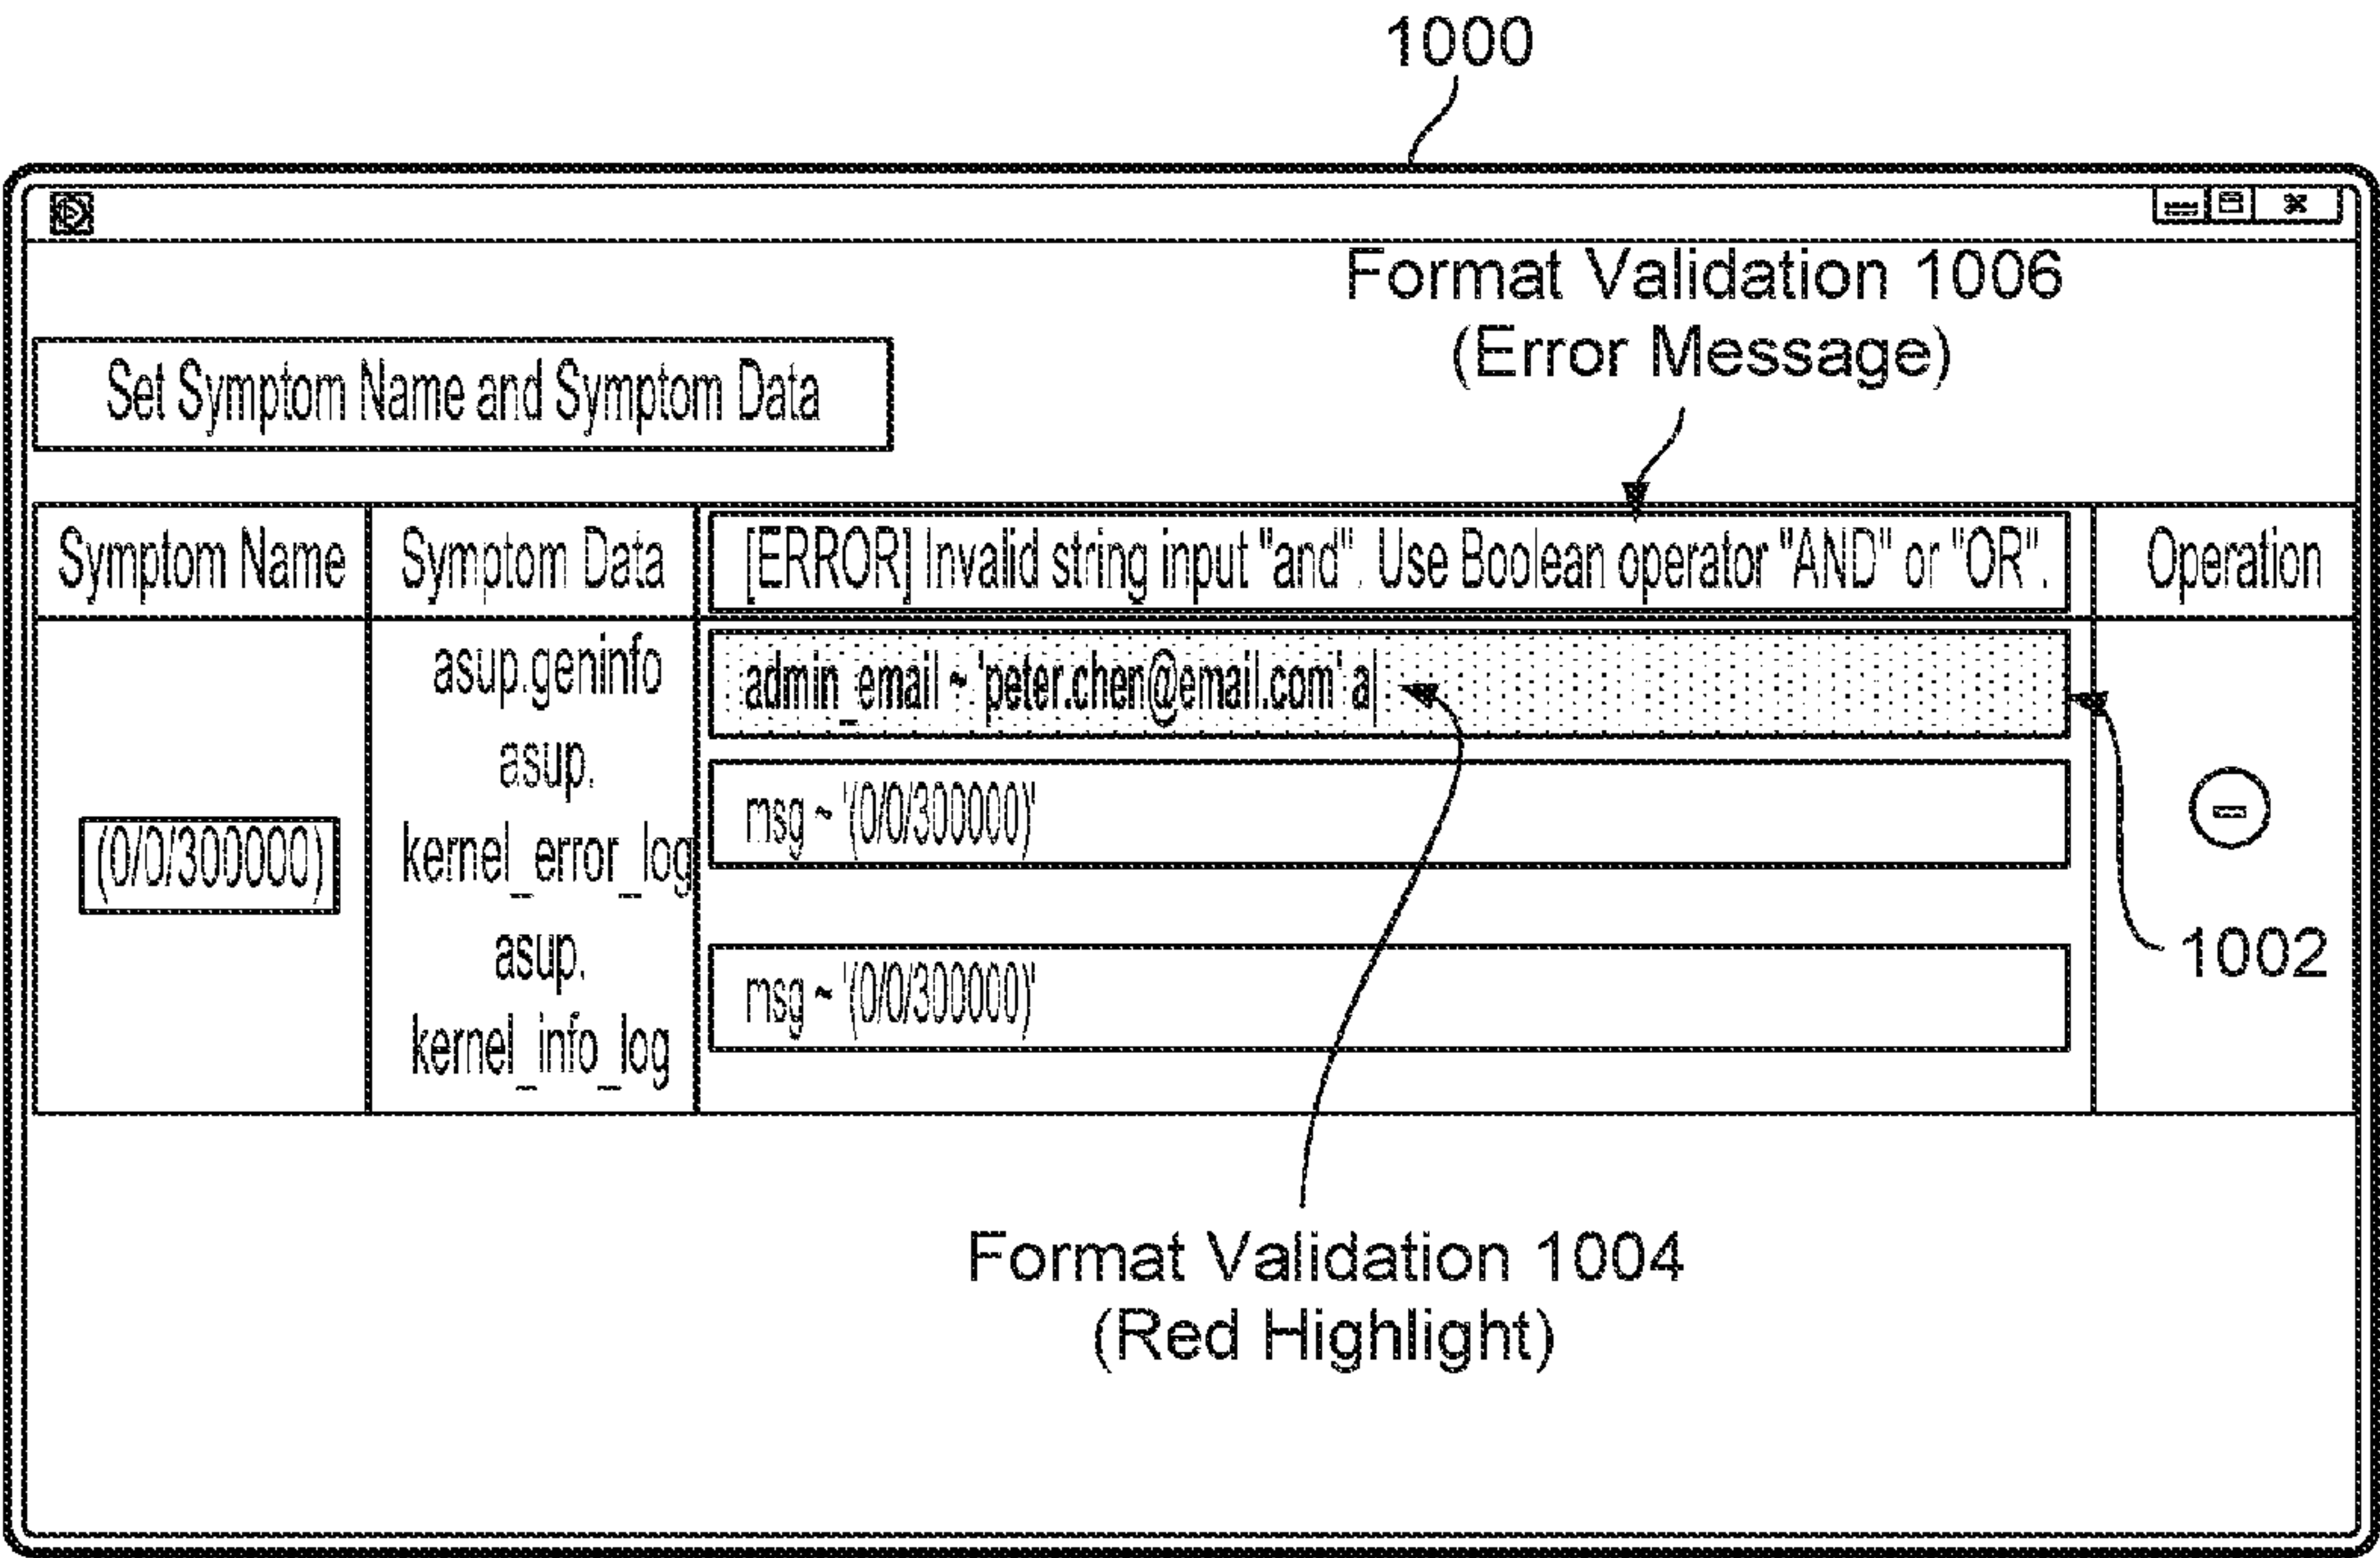 1000
Format Validation 1006
(Error Message)
Set Symptom Name and Symptom Data
Symptom Name
Symptom Data
[ERROR] Invalid string input "and". Use Boolean operator "AND" or "OR".
Operation
(0/0/300000)
asup.geninfo
asup.
kernel_error_log
asup.
kernel_info_log
admin_email ~ 'peter.chen@email.com' a|
msg ~ '(0/0/300000)'
msg ~ '(0/0/300000)'
1002
Format Validation 1004
(Red Highlight)